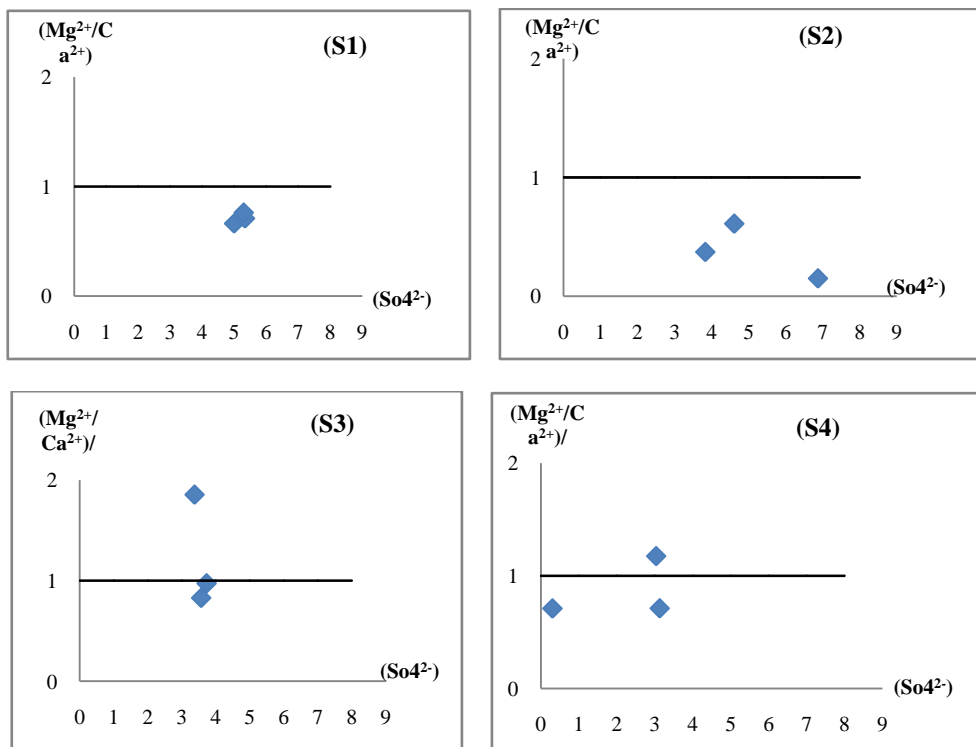 (Mg²⁺/C
a²⁺)
(S1)
2
1
0
(So4²⁻)
0 1 2 3 4 5 6 7 8 9
(Mg²⁺/C
a²⁺)
(S2)
2
1
0
(So4²⁻)
0 1 2 3 4 5 6 7 8 9
(Mg²⁺/
Ca²⁺)/
(S3)
2
1
0
(So4²⁻)
0 1 2 3 4 5 6 7 8 9
(Mg²⁺/C
a²⁺)/
(S4)
2
1
0
(So4²⁻)
0 1 2 3 4 5 6 7 8 9